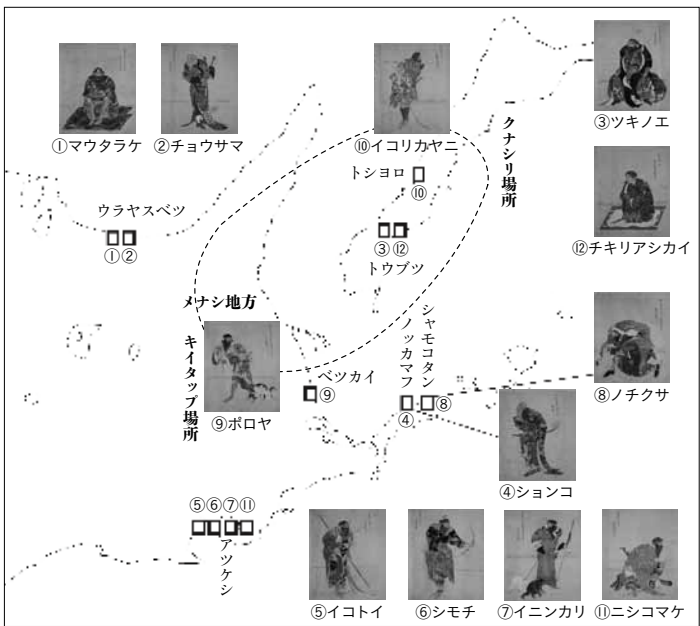 ①マウタラケ
②チョウサマ
⑩イコリカヤニ
③ツキノエ
クナシリ場所
トショロ
⑩
ウラヤスベツ
①②
③⑫
トウブツ
⑫チキリアシカイ
メナシ地方
キイタップ場所
⑨ポロヤ
ベツカイ
⑨
シャモコタン
ノッカマフ
④
⑧
⑧ノチクサ
④ションコ
⑤⑥⑦⑪
アツケシ
⑤イコトイ
⑥シモチ
⑦イニンカリ
⑪ニシコマケ